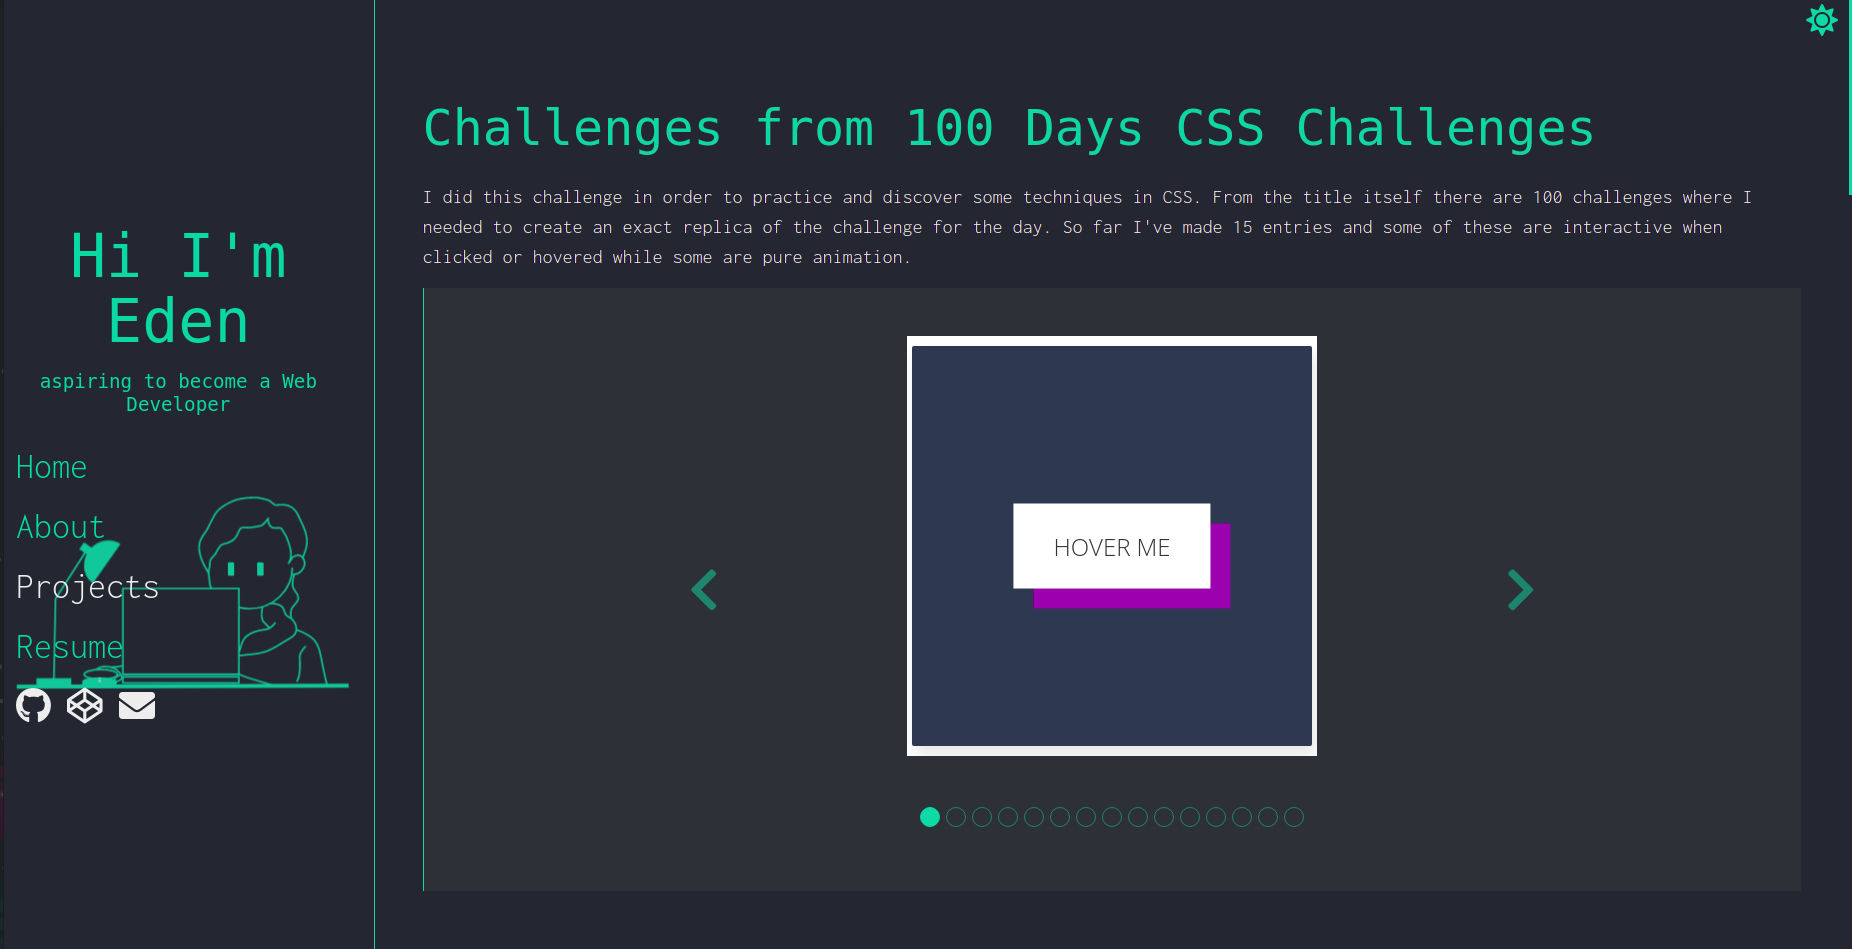 Hi I'm
Eden
aspiring to become a Web
Developer
Home
About
Projects
Resume
Challenges from 100 Days CSS Challenges
I did this challenge in order to practice and discover some techniques in CSS. From the title itself there are 100 challenges where I
needed to create an exact replica of the challenge for the day. So far I've made 15 entries and some of these are interactive when
clicked or hovered while some are pure animation.
HOVER ME